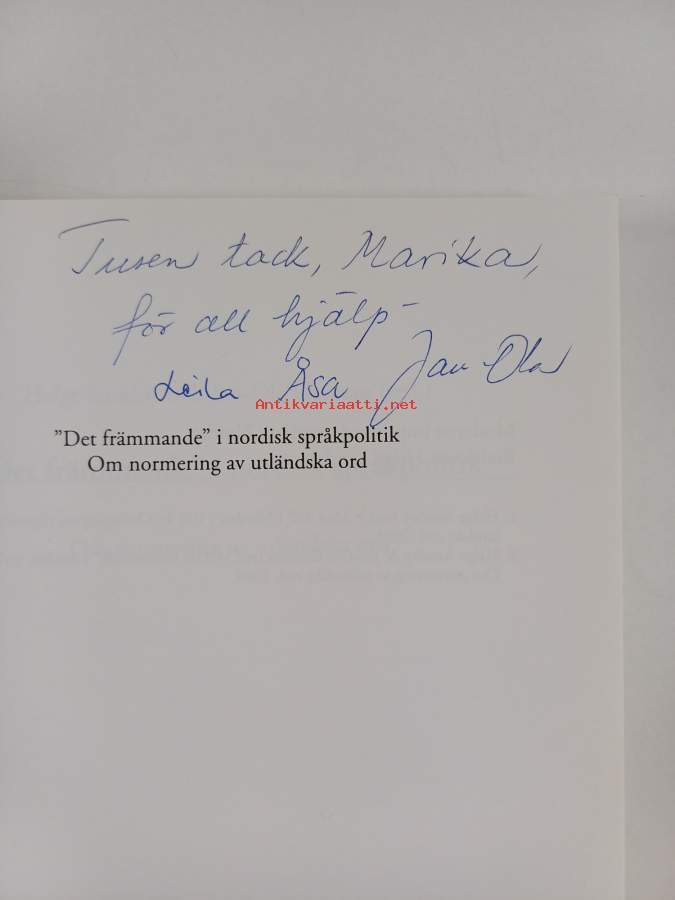 Tusen tack, Marika,
för all hjälp –
Leila Åsa Jan-Ola
Antikvariaatti.net
”Det främmande” i nordisk språkpolitik
Om normering av utländska ord